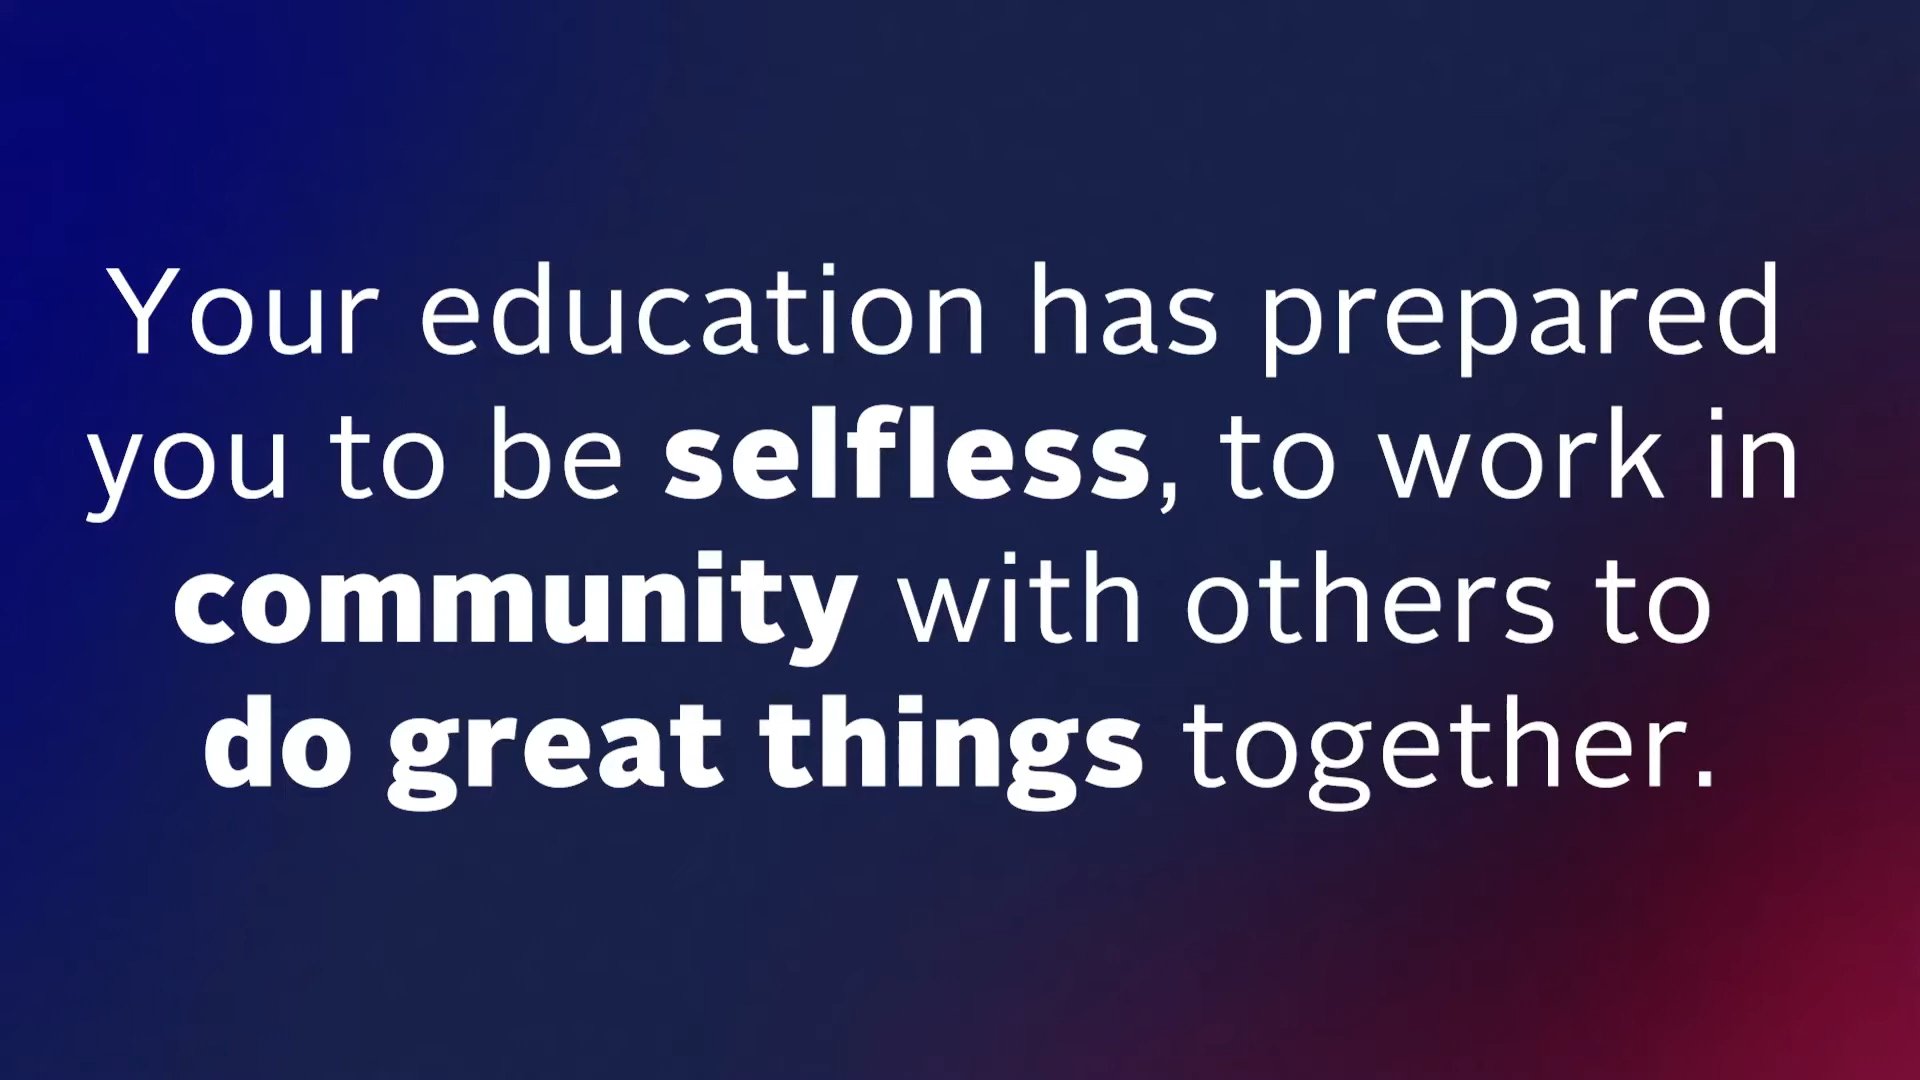 Your education has prepared
you to be selfless, to work in
community with others to
do great things together.